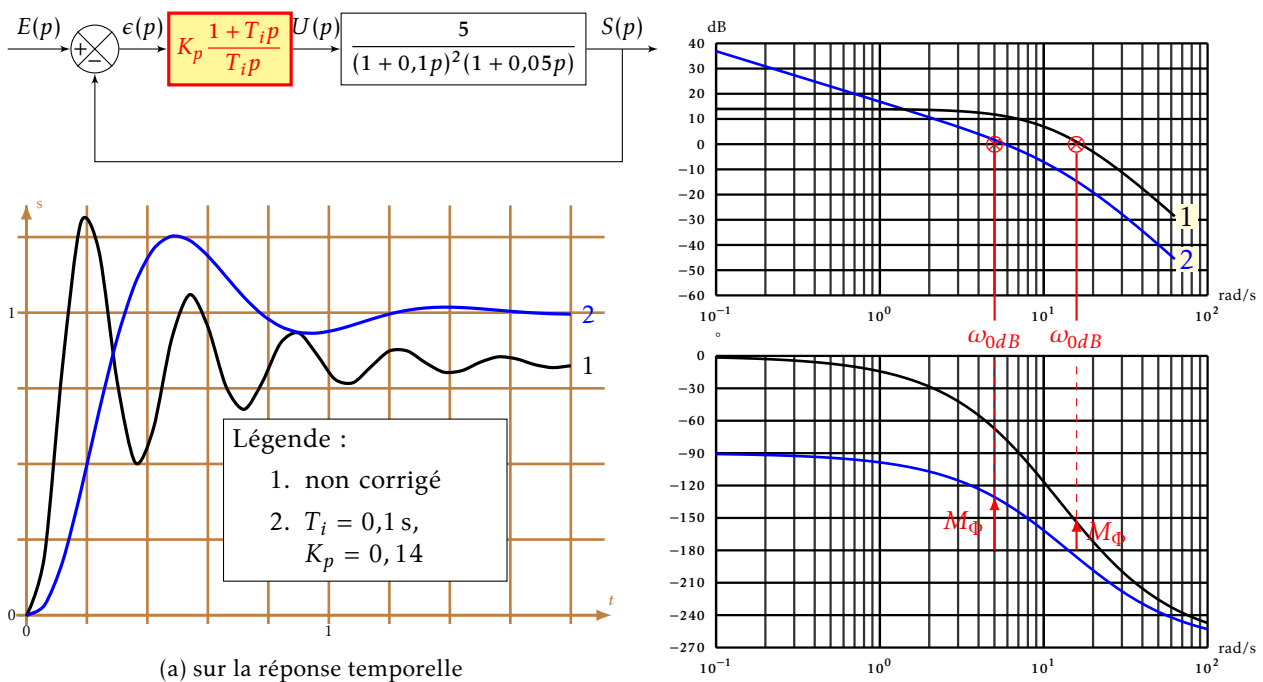 E(p)
+
−
ϵ(p)
K_p (1 + T_i p) / (T_i p)
U(p)
5 / ((1 + 0,1p)^2 (1 + 0,05p))
S(p)
s
1
0
0
1
t
2
1
Légende :
1. non corrigé
2. T_i = 0,1 s,
K_p = 0, 14
(a) sur la réponse temporelle
dB
40
30
20
10
0
−10
−20
−30
−40
−50
−60
1
2
10^−1
10^0
10^1
10^2
rad/s
ω_0dB
ω_0dB
°
0
−30
−60
−90
−120
−150
−180
−210
−240
−270
M_Φ
M_Φ
10^−1
10^0
10^1
10^2
rad/s